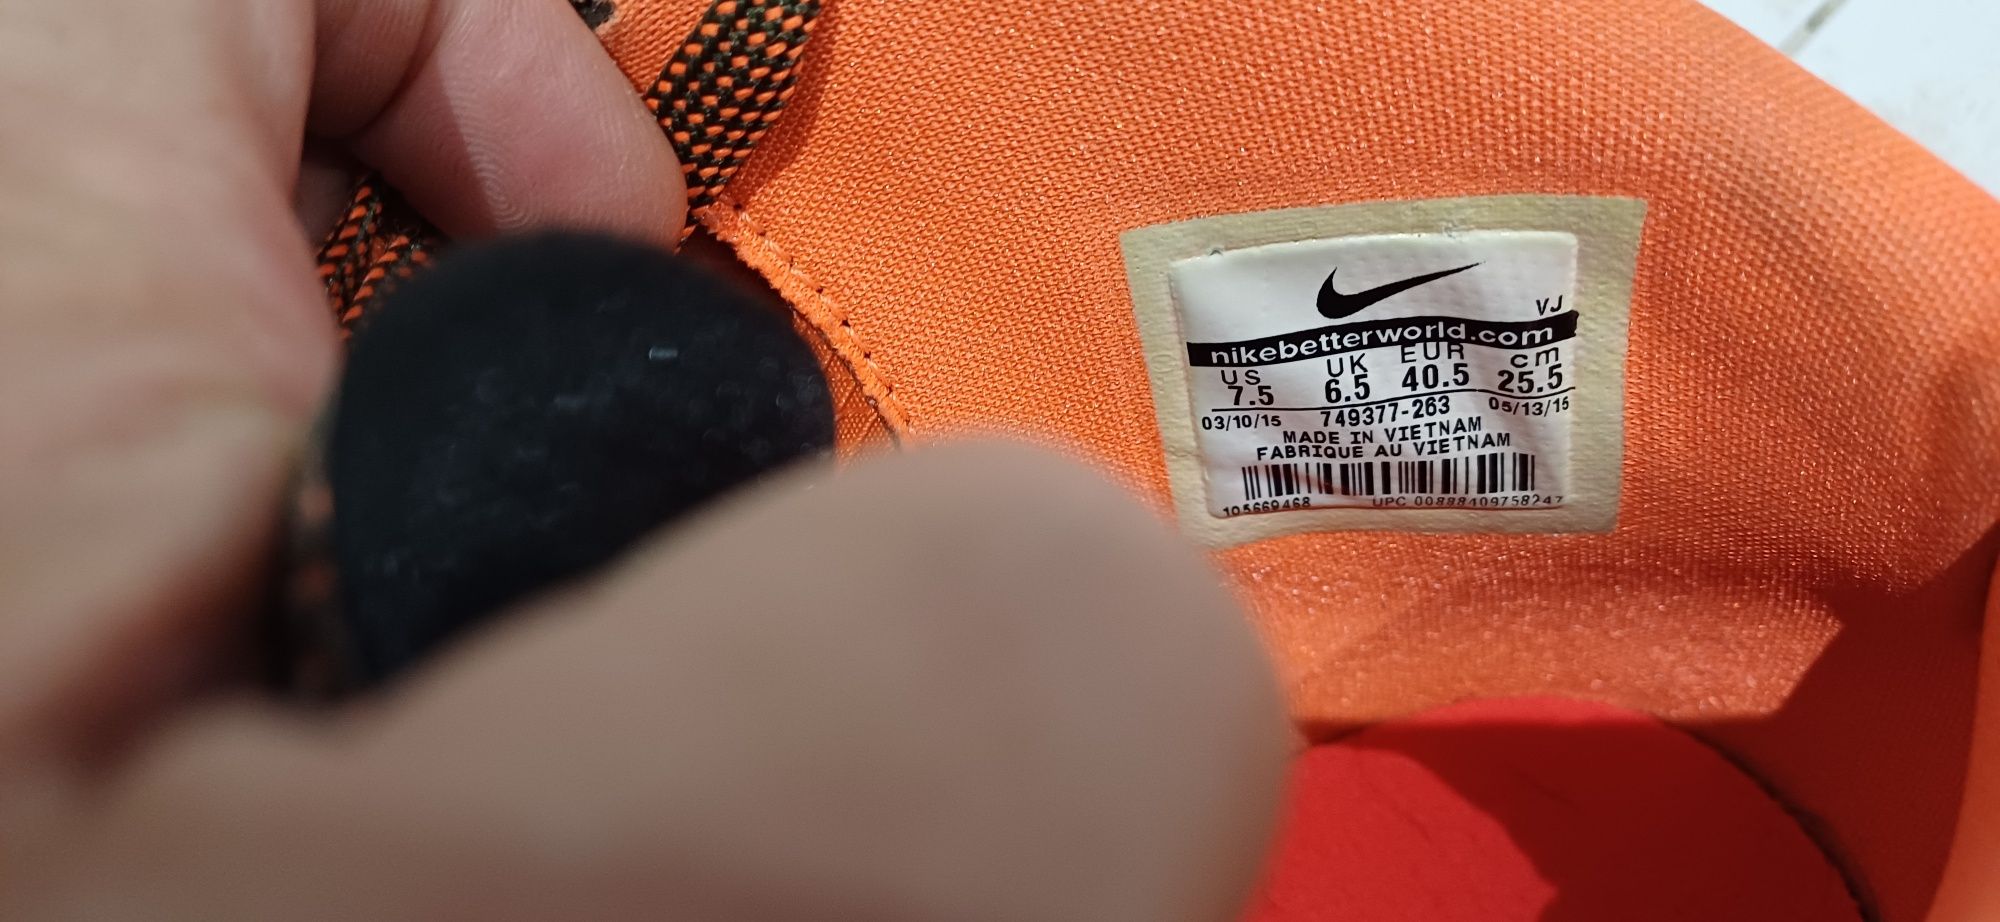 VJ
nikebetterworld.com
US UK EUR cm
7.5 6.5 40.5 25.5
03/10/15 749377-263 05/13/15
MADE IN VIETNAM
FABRIQUE AU VIETNAM
105669468 UPC 00888409758247